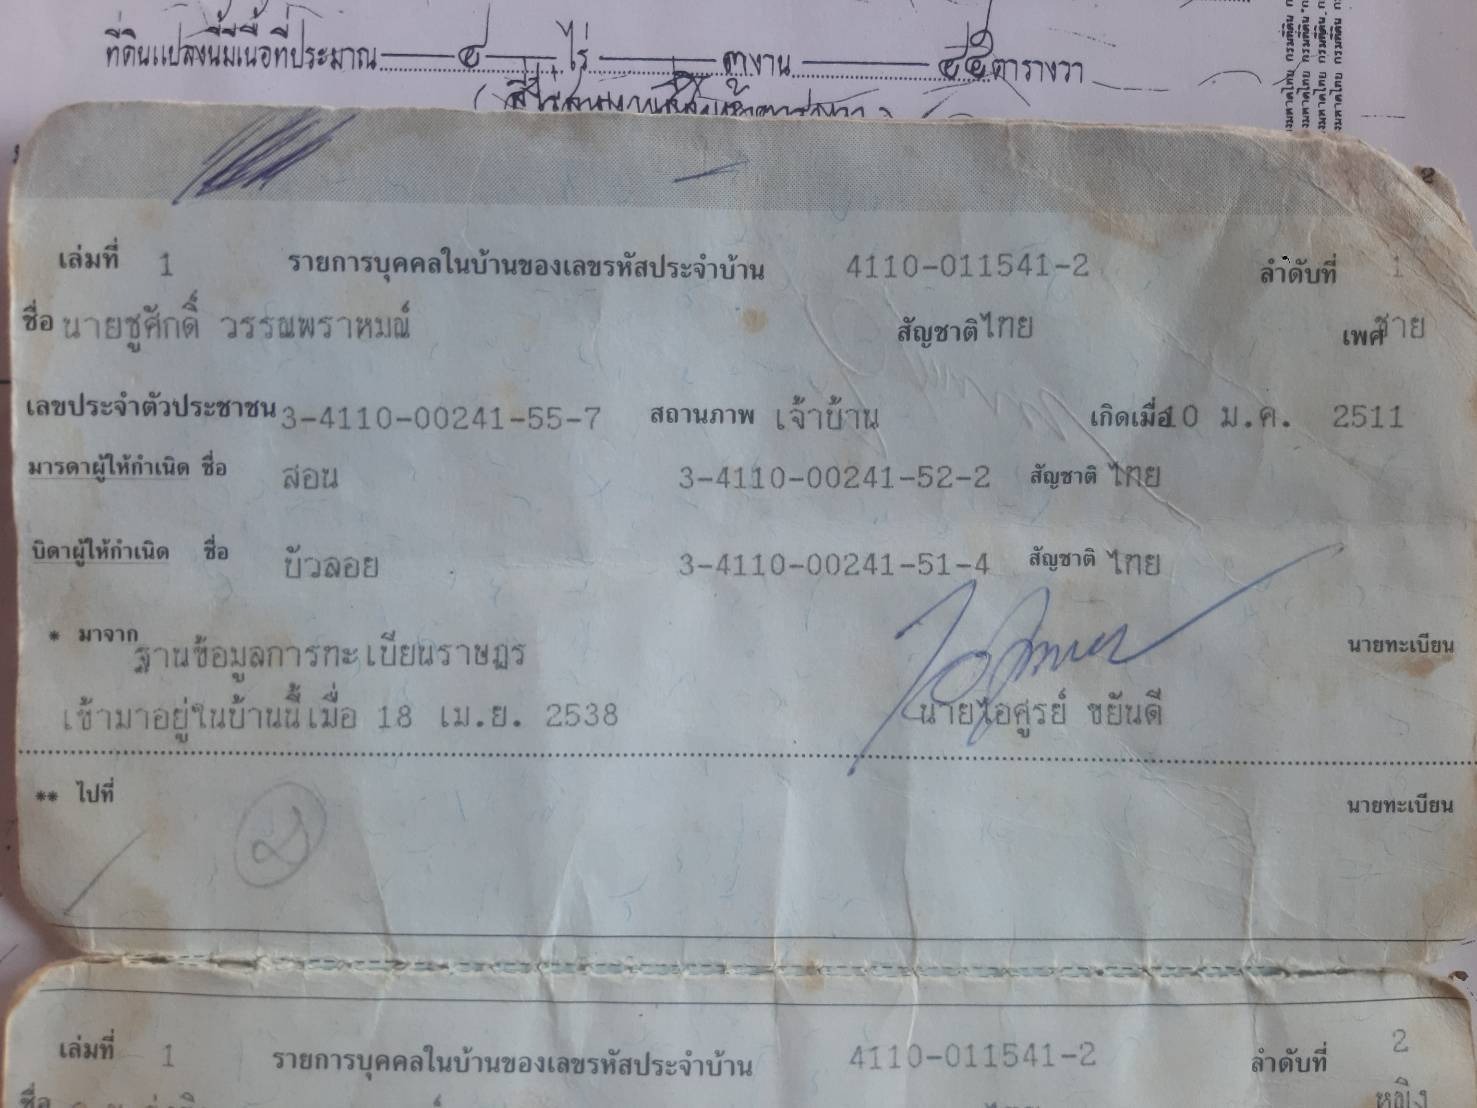 ที่ดินแปลงนี้มีเนื้อที่ประมาณ ๔ ไร่ ๓ งาน ๔๕ ตารางวา
เล่มที่ 1 รายการบุคคลในบ้านของเลขรหัสประจำบ้าน 4110-011541-2 ลำดับที่ 1
ชื่อ นายชูศักดิ์ วรรณพราหมณ์ สัญชาติ ไทย เพศ ชาย
เลขประจำตัวประชาชน 3-4110-00241-55-7 สถานภาพ เจ้าบ้าน เกิดเมื่อ 10 ม.ค. 2511
มารดาผู้ให้กำเนิด ชื่อ สอน 3-4110-00241-52-2 สัญชาติ ไทย
บิดาผู้ให้กำเนิด ชื่อ บัวลอย 3-4110-00241-51-4 สัญชาติ ไทย
* มาจาก ฐานข้อมูลการทะเบียนราษฎร นายทะเบียน
เข้ามาอยู่ในบ้านนี้เมื่อ 18 เม.ย. 2538 นายไอศูรย์ ขยันดี
** ไปที่ นายทะเบียน
เล่มที่ 1 รายการบุคคลในบ้านของเลขรหัสประจำบ้าน 4110-011541-2 ลำดับที่ 2
ชื่อ หญิง